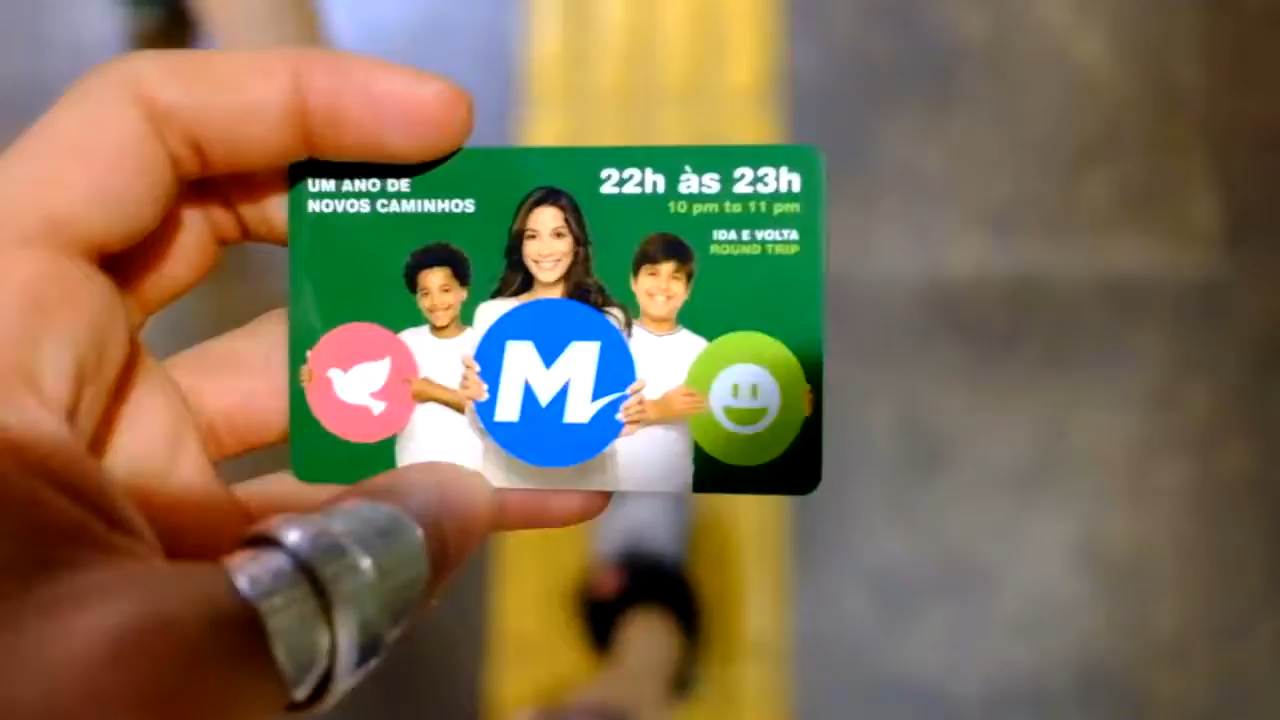 UM ANO DE
NOVOS CAMINHOS
22h às 23h
10 pm to 11 pm
IDA E VOLTA
ROUND TRIP
M